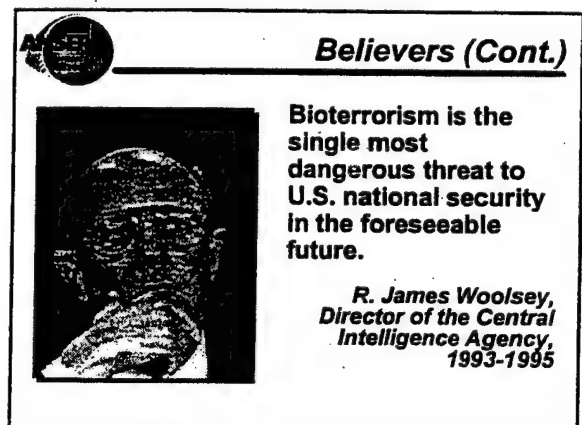 Believers (Cont.)
Bioterrorism is the
single most
dangerous threat to
U.S. national security
in the foreseeable
future.
R. James Woolsey,
Director of the Central
Intelligence Agency,
1993-1995